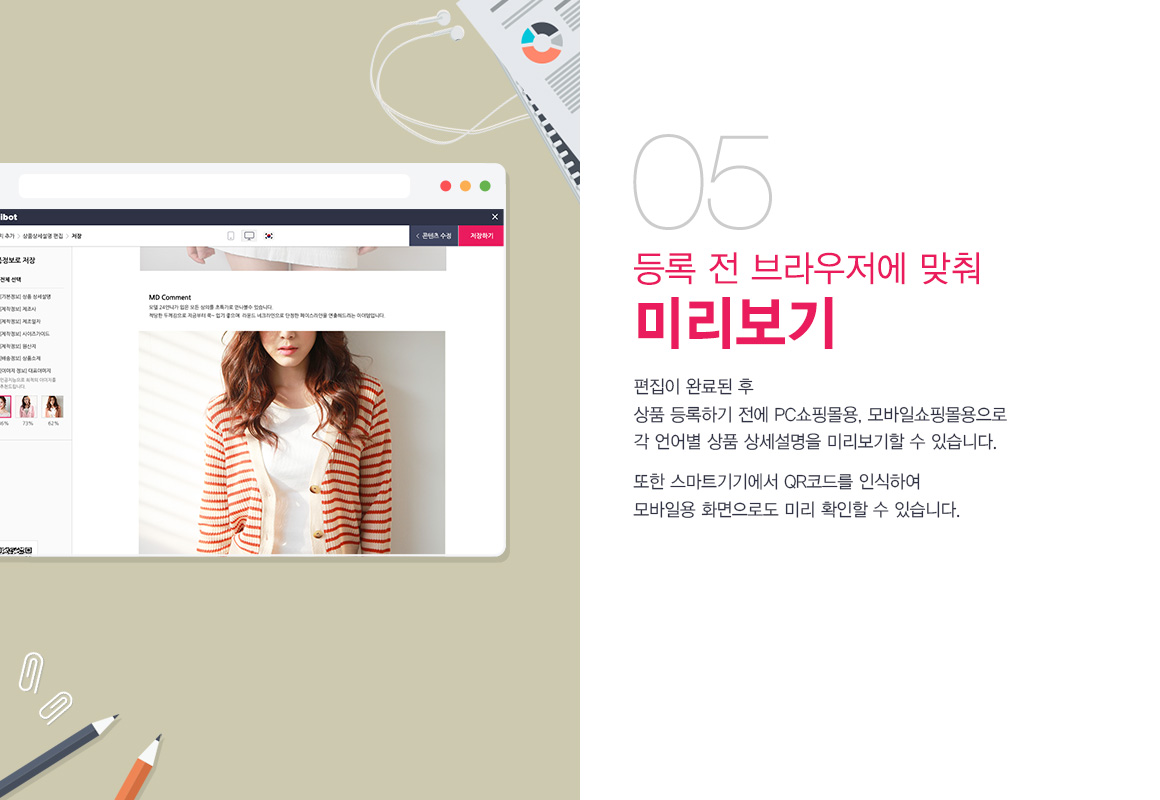 ibot
추가 > 상품상세설명 편집 > 저장
< 콘텐츠 수정
저장하기
정보로 저장
전체 선택
[기본정보] 상품 상세설명
[제작정보] 제조사
[제작정보] 제조일자
[제작정보] 사이즈가이드
[제작정보] 원산지
[배송정보] 상품소재
[이미지 정보] 대표이미지
73%
62%
MD Comment
05
등록 전 브라우저에 맞춰
미리보기
편집이 완료된 후
상품 등록하기 전에 PC쇼핑몰용, 모바일쇼핑몰용으로
각 언어별 상품 상세설명을 미리보기할 수 있습니다.
또한 스마트기기에서 QR코드를 인식하여
모바일용 화면으로도 미리 확인할 수 있습니다.